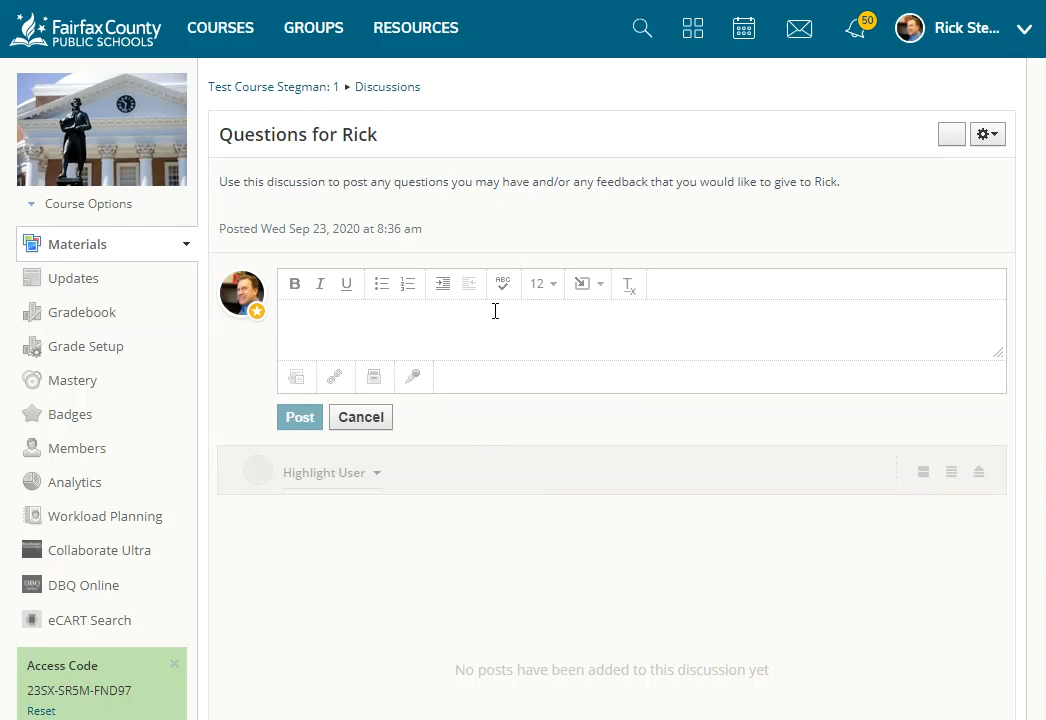 Fairfax County
PUBLIC SCHOOLS
COURSES
GROUPS
RESOURCES
50
Rick Ste...
Test Course Stegman: 1 ▸ Discussions
Course Options
Materials
Updates
Gradebook
Grade Setup
Mastery
Badges
Members
Analytics
Workload Planning
Collaborate Ultra
DBQ
DBQ Online
eCART Search
Access Code
23SX-SR5M-FND97
Reset
Questions for Rick
Use this discussion to post any questions you may have and/or any feedback that you would like to give to Rick.
Posted Wed Sep 23, 2020 at 8:36 am
B I U ABC 12 Tx
Post Cancel
Highlight User
No posts have been added to this discussion yet